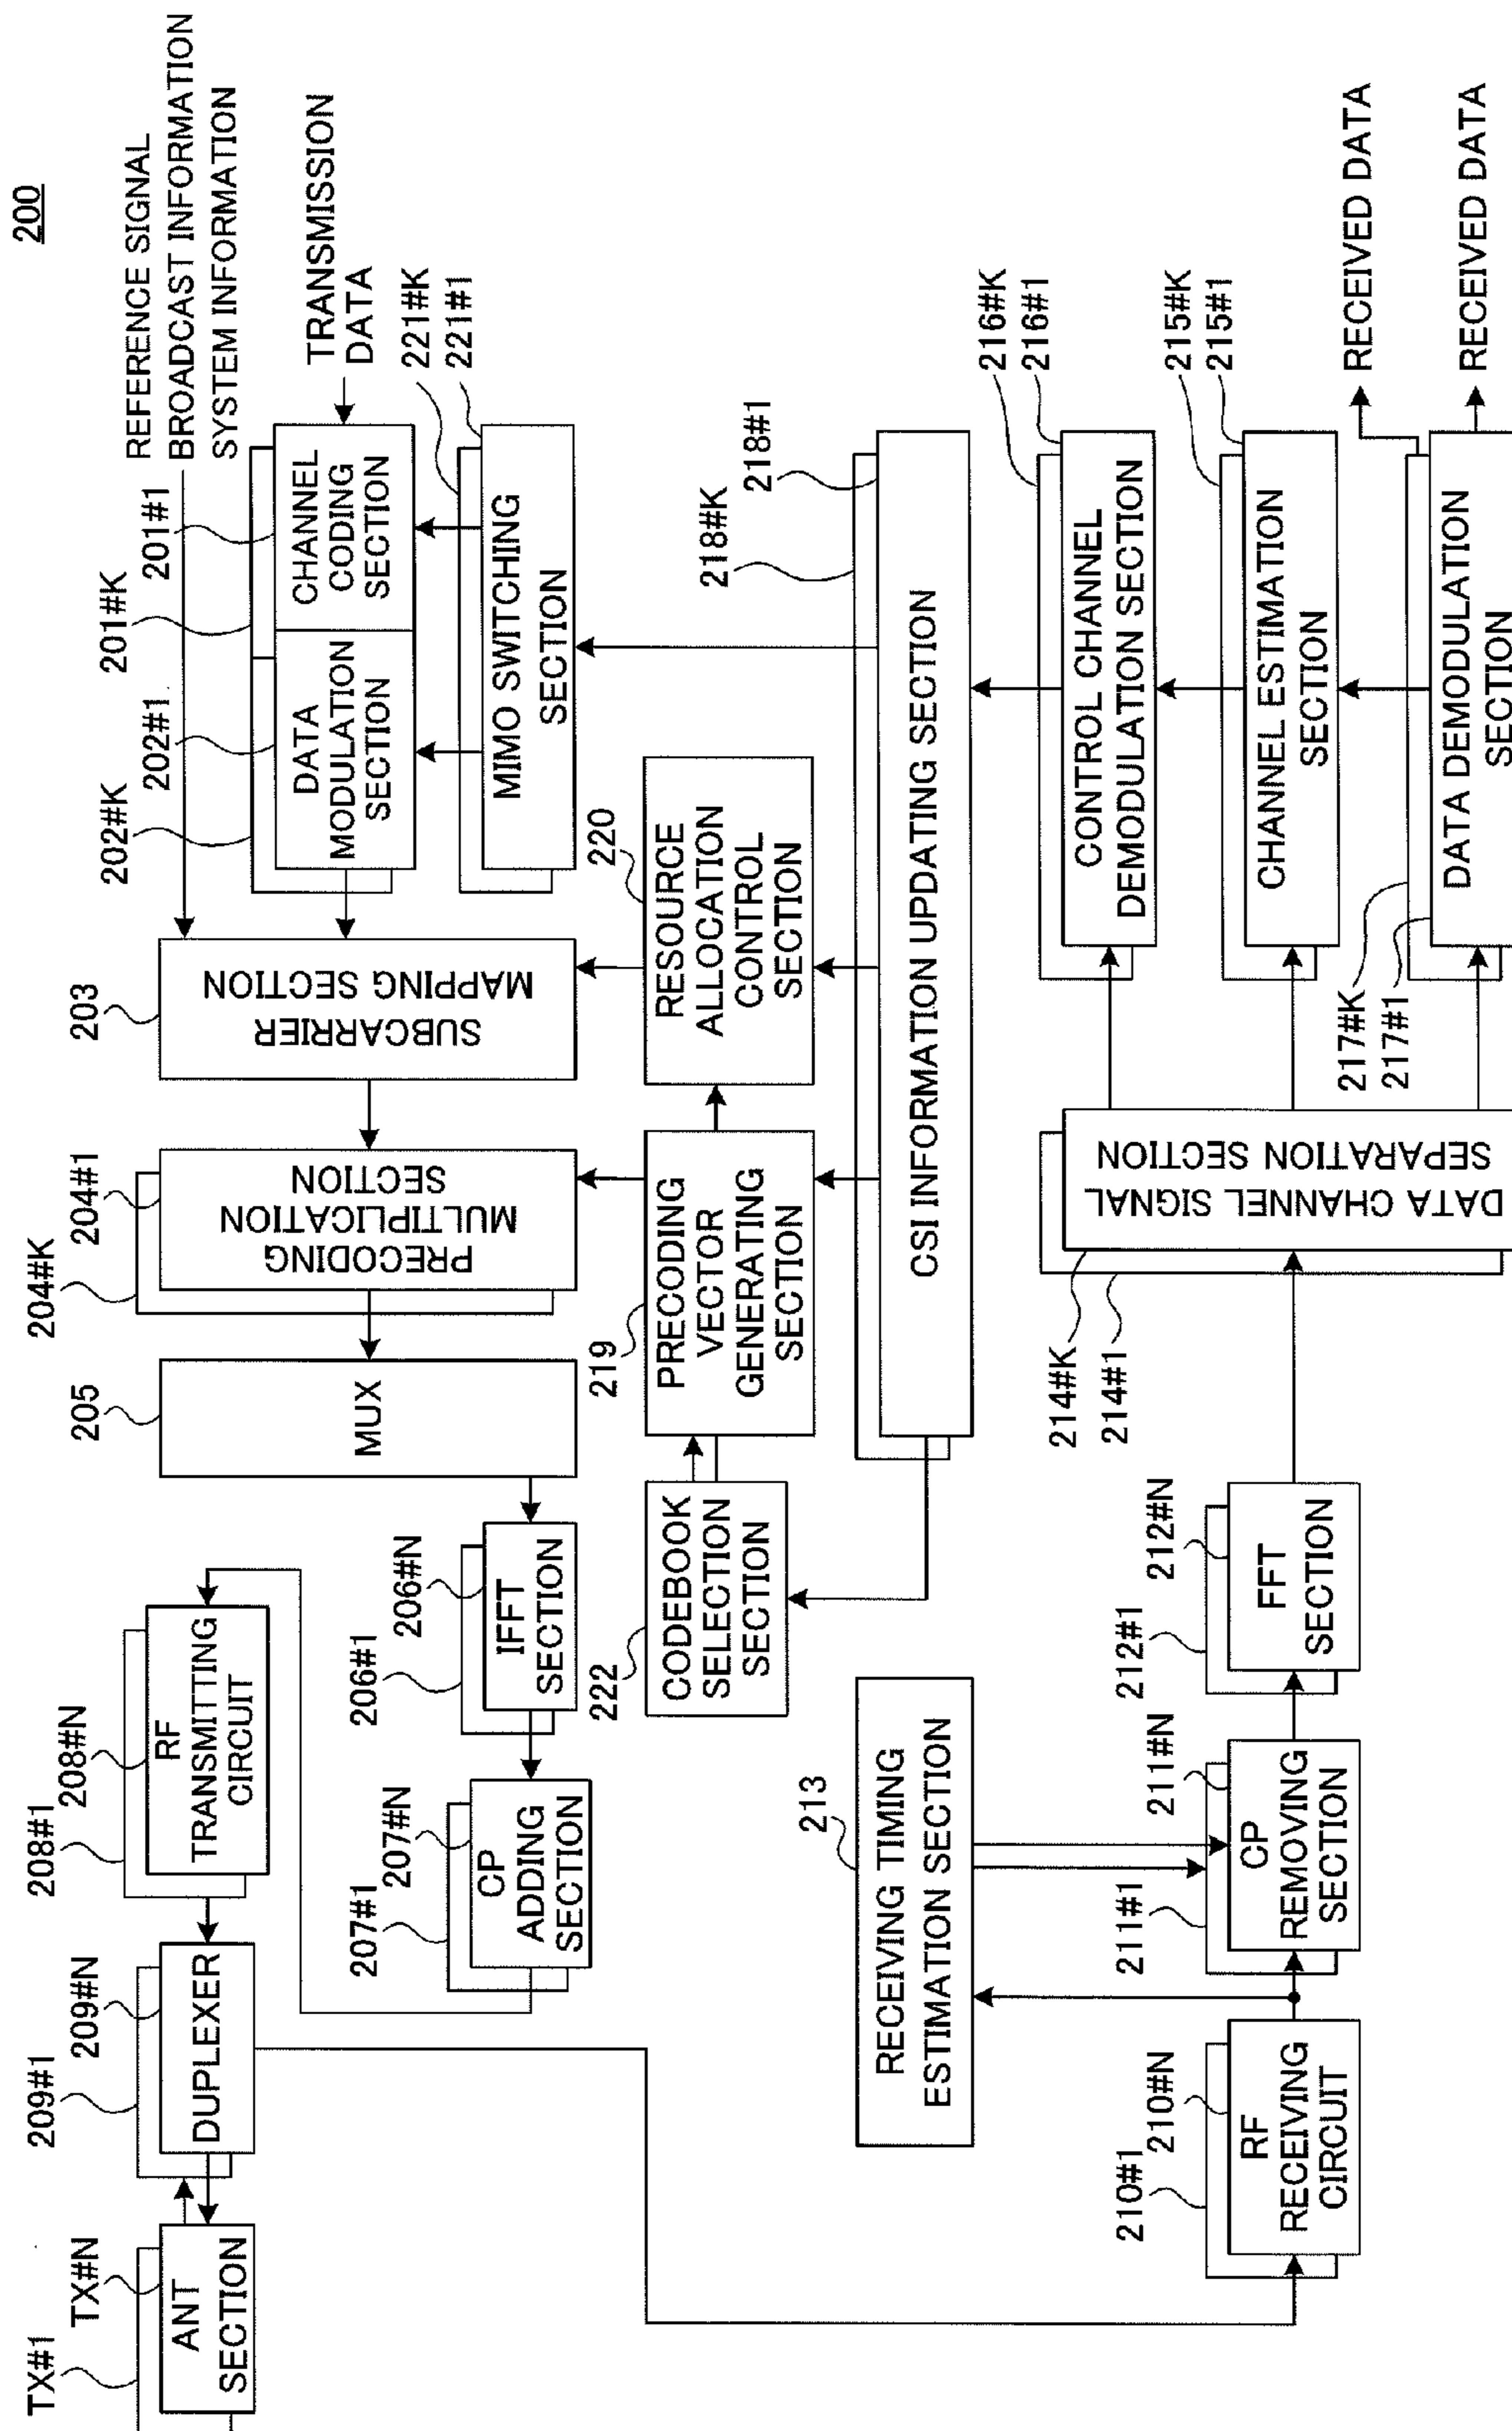 200
REFERENCE SIGNAL
BROADCAST INFORMATION
SYSTEM INFORMATION
TRANSMISSION
DATA
TX#1
TX#N
ANT
SECTION
209#1
209#N
DUPLEXER
208#1
208#N
RF
TRANSMITTING
CIRCUIT
207#1
207#N
CP
ADDING
SECTION
206#1
206#N
IFFT
SECTION
205
MUX
204#K
204#1
PRECODING
MULTIPLICATION
SECTION
203
SUBCARRIER
MAPPING SECTION
202#K
202#1
DATA
MODULATION
SECTION
201#K
201#1
CHANNEL
CODING
SECTION
221#K
221#1
MIMO SWITCHING
SECTION
222
CODEBOOK
SELECTION
SECTION
219
PRECODING
VECTOR
GENERATING
SECTION
220
RESOURCE
ALLOCATION
CONTROL
SECTION
218#K
218#1
CSI INFORMATION UPDATING SECTION
213
RECEIVING TIMING
ESTIMATION SECTION
210#1
210#N
RF
RECEIVING
CIRCUIT
211#1
211#N
CP
REMOVING
SECTION
212#1
212#N
FFT
SECTION
214#K
214#1
DATA CHANNEL SIGNAL
SEPARATION SECTION
216#K
216#1
CONTROL CHANNEL
DEMODULATION SECTION
215#K
215#1
CHANNEL ESTIMATION
SECTION
217#K
217#1
DATA DEMODULATION
SECTION
RECEIVED DATA
RECEIVED DATA